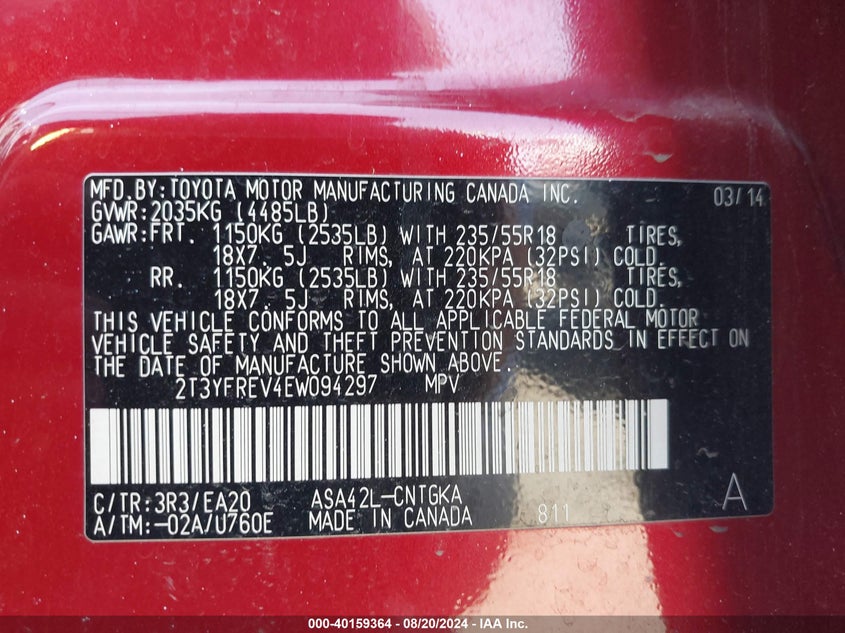 MFD. BY: TOYOTA MOTOR MANUFACTURING CANADA INC. 03/14
GVWR: 2035KG (4485LB)
GAWR: FRT. 1150KG (2535LB) WITH 235/55R18 TIRES,
18X7. 5J RIMS, AT 220KPA (32PSI) COLD.
RR. 1150KG (2535LB) WITH 235/55R18 TIRES,
18X7. 5J RIMS, AT 220KPA (32PSI) COLD.
THIS VEHICLE CONFORMS TO ALL APPLICABLE FEDERAL MOTOR
VEHICLE SAFETY AND THEFT PREVENTION STANDARDS IN EFFECT ON
THE DATE OF MANUFACTURE SHOWN ABOVE.
2T3YFREV4EW094297 MPV
C/TR: 3R3/EA20 ASA42L-CNTGKA A
A/TM: -02A/U760E MADE IN CANADA 811
000-40159364 - 08/20/2024 - IAA Inc.